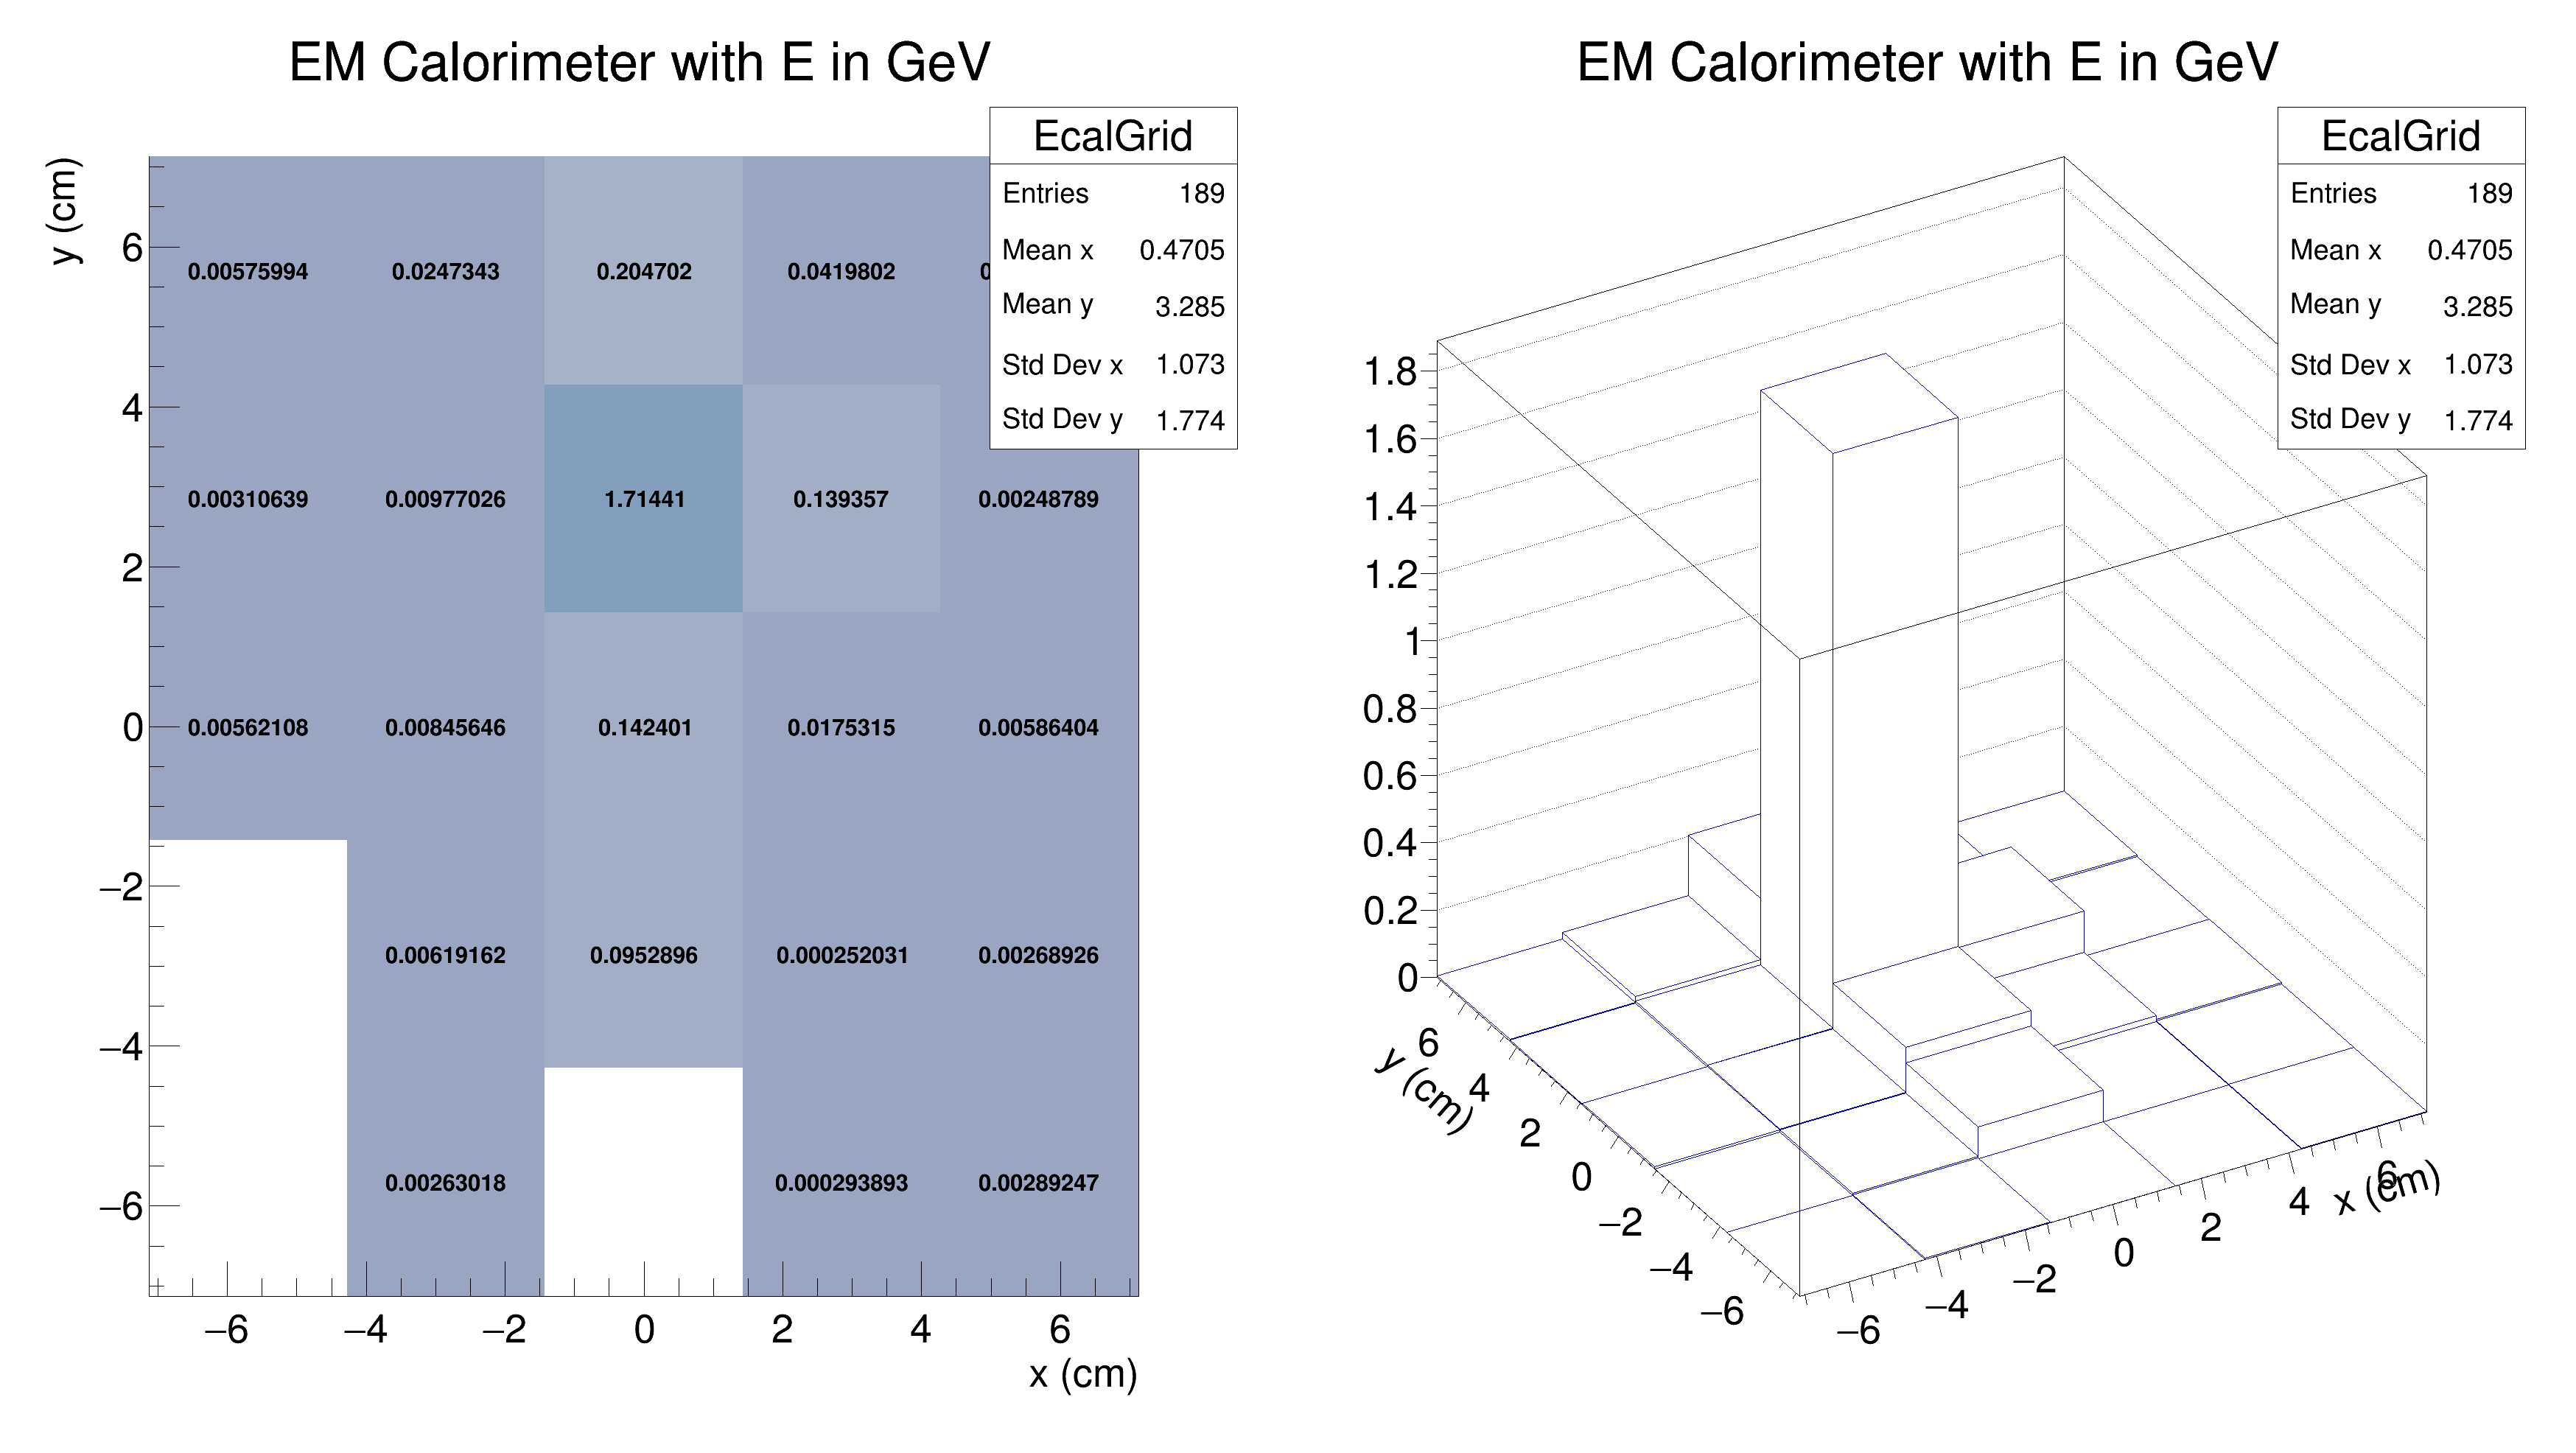 EM Calorimeter with E in GeV
EcalGrid
Entries 189
Mean x 0.4705
Mean y 3.285
Std Dev x 1.073
Std Dev y 1.774
y (cm)
6
4
2
0
−2
−4
−6
0.00575994 0.0247343 0.204702 0.0419802
0.00310639 0.00977026 1.71441 0.139357 0.00248789
0.00562108 0.00845646 0.142401 0.0175315 0.00586404
0.00619162 0.0952896 0.000252031 0.00268926
0.00263018 0.000293893 0.00289247
−6 −4 −2 0 2 4 6
x (cm)
EM Calorimeter with E in GeV
EcalGrid
Entries 189
Mean x 0.4705
Mean y 3.285
Std Dev x 1.073
Std Dev y 1.774
1.8
1.6
1.4
1.2
1
0.8
0.6
0.4
0.2
0
y (cm)
6
4
2
0
−2
−4
−6
−6
−4
−2
0
2
4
6
x (cm)